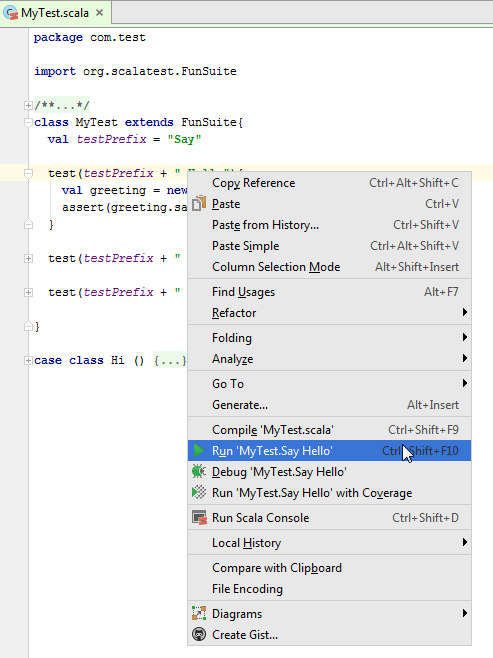 MyTest.scala
package com.test
import org.scalatest.FunSuite
/**...*/
class MyTest extends FunSuite{
val testPrefix = "Say"
test(testPrefix + "
val greeting = new
assert(greeting.sa
}
test(testPrefix + "
test(testPrefix + "
}
case class Hi () {...}
Copy Reference Ctrl+Alt+Shift+C
Paste Ctrl+V
Paste from History... Ctrl+Shift+V
Paste Simple Ctrl+Alt+Shift+V
Column Selection Mode Alt+Shift+Insert
Find Usages Alt+F7
Refactor
Folding
Analyze
Go To
Generate... Alt+Insert
Compile 'MyTest.scala' Ctrl+Shift+F9
Run 'MyTest.Say Hello' Ctrl+Shift+F10
Debug 'MyTest.Say Hello'
Run 'MyTest.Say Hello' with Coverage
Run Scala Console Ctrl+Shift+D
Local History
Compare with Clipboard
File Encoding
Diagrams
Create Gist...